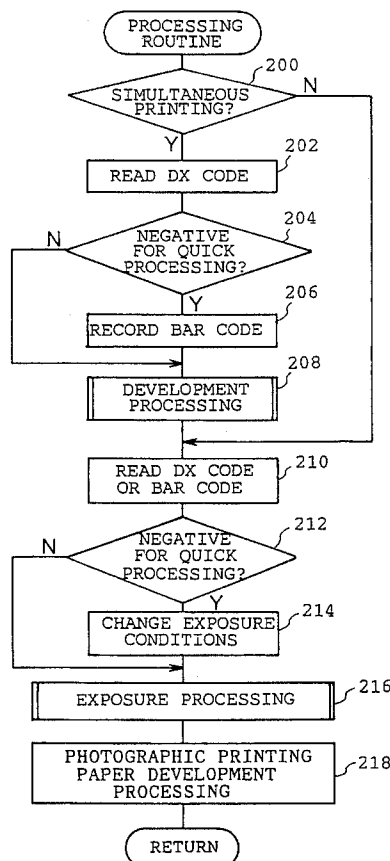 PROCESSING
ROUTINE
200
SIMULTANEOUS
PRINTING?
N
Y
202
READ DX CODE
204
N
NEGATIVE
FOR QUICK
PROCESSING?
Y
206
RECORD BAR CODE
DEVELOPMENT
PROCESSING
208
READ DX CODE
OR BAR CODE
210
212
N
NEGATIVE
FOR QUICK
PROCESSING?
Y
214
CHANGE EXPOSURE
CONDITIONS
EXPOSURE PROCESSING
216
PHOTOGRAPHIC PRINTING
PAPER DEVELOPMENT
PROCESSING
218
RETURN